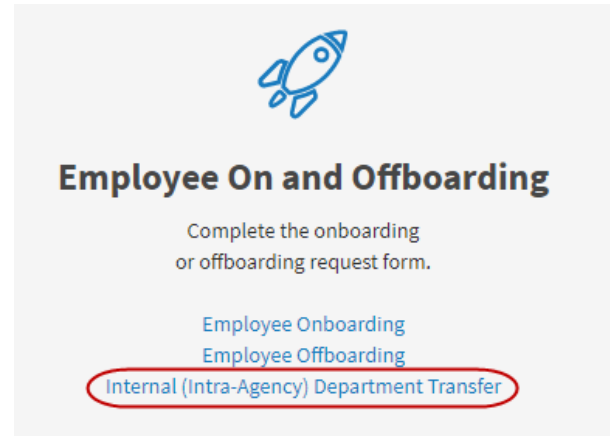 Employee On and Offboarding
Complete the onboarding
or offboarding request form.
Employee Onboarding
Employee Offboarding
Internal (Intra-Agency) Department Transfer